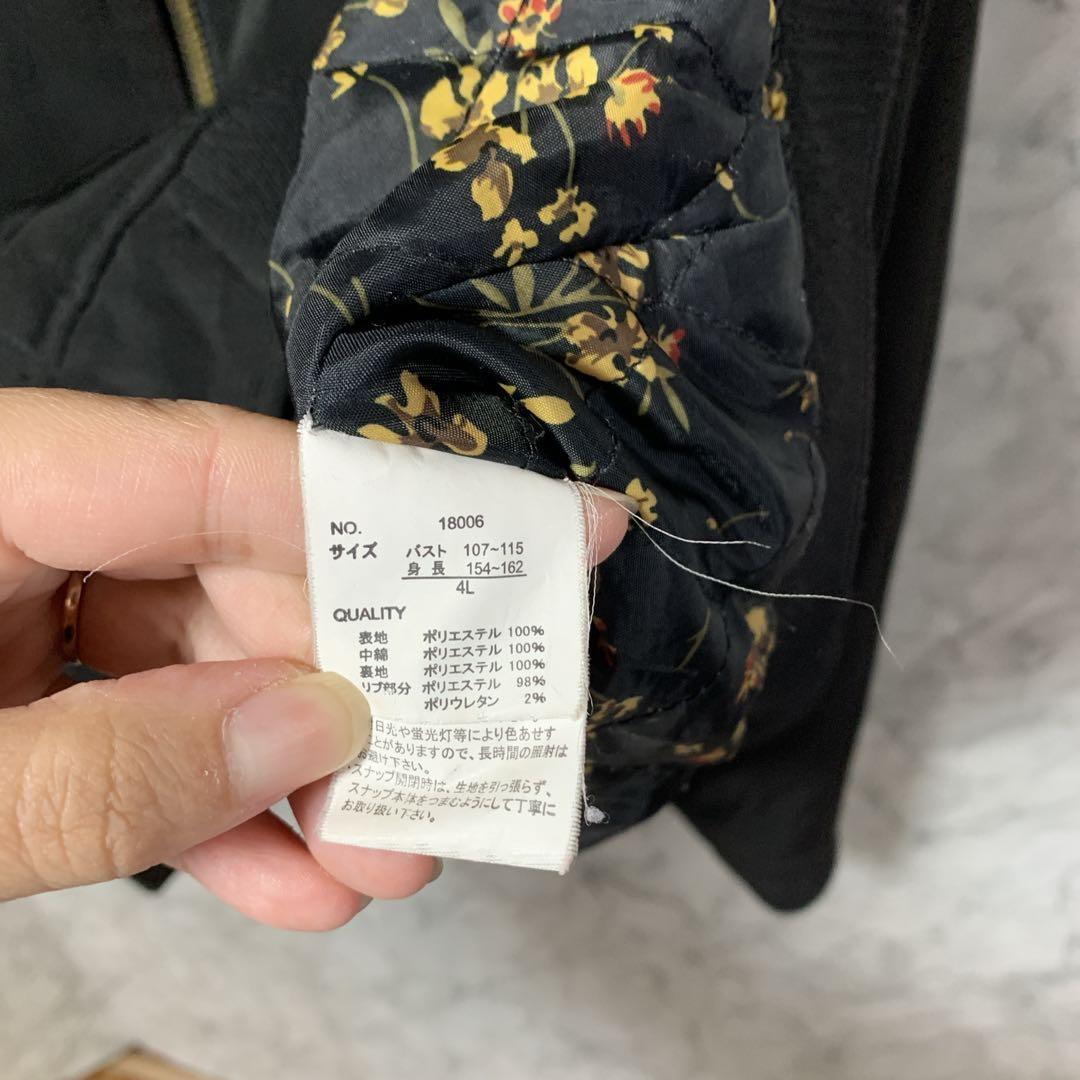 NO. 18006
サイズ バスト 107~115
身長 154~162
4L
QUALITY
表地 ポリエステル 100%
中綿 ポリエステル 100%
裏地 ポリエステル 100%
リブ部分 ポリエステル 98%
ポリウレタン 2%
日光や蛍光灯等により色あせす
ことがありますので、長時間の照射は
お避け下さい。
・スナップ開閉時は、生地を引っ張らず、
スナップ本体をつまむようにして丁寧に
お取り扱い下さい。